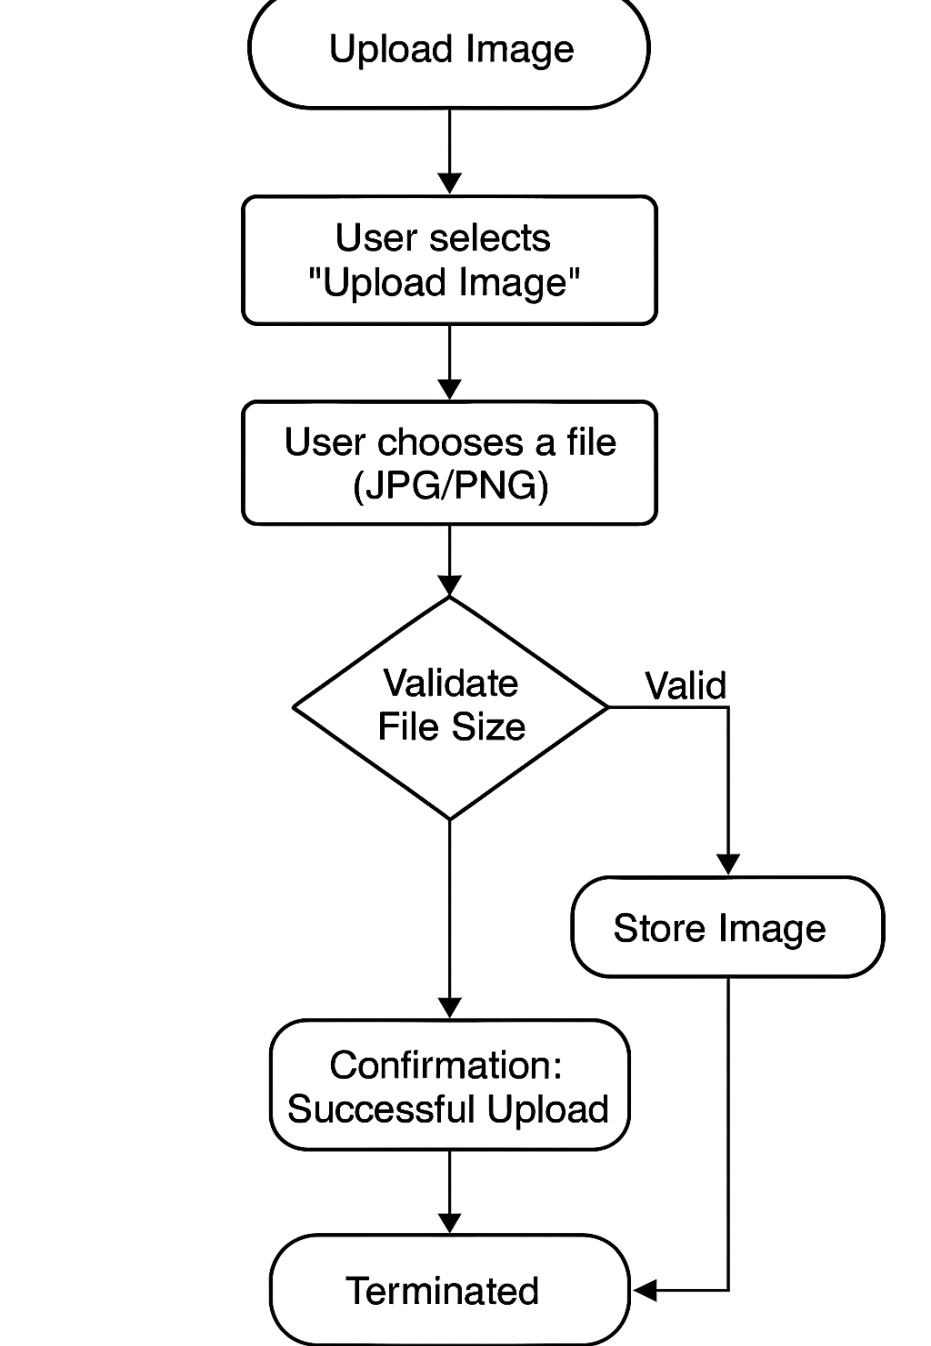 Upload Image
User selects
"Upload Image"
User chooses a file
(JPG/PNG)
Validate
File Size
Valid
Store Image
Confirmation:
Successful Upload
Terminated